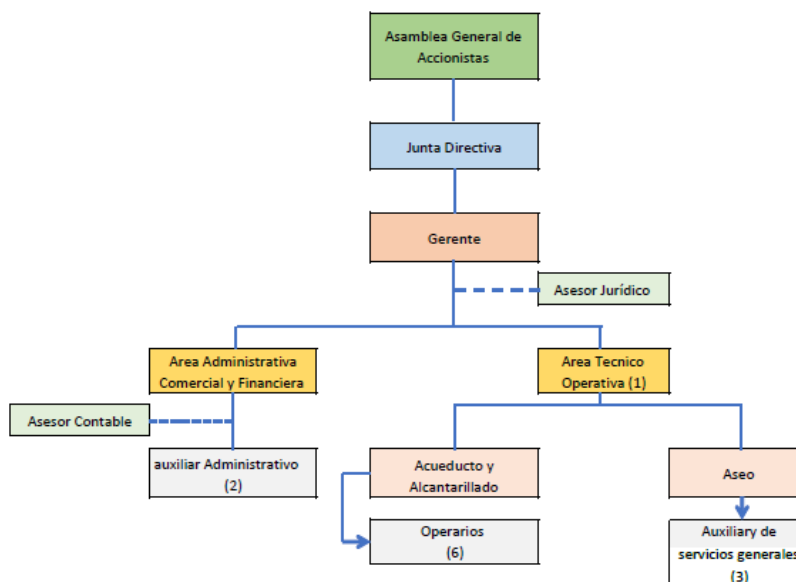 Asamblea General de
Accionistas
Junta Directiva
Gerente
Asesor Jurídico
Area Administrativa
Comercial y Financiera
Area Tecnico
Operativa (1)
Asesor Contable
auxiliar Administrativo
(2)
Acueducto y
Alcantarillado
Aseo
Operarios
(6)
Auxiliary de
servicios generales
(3)